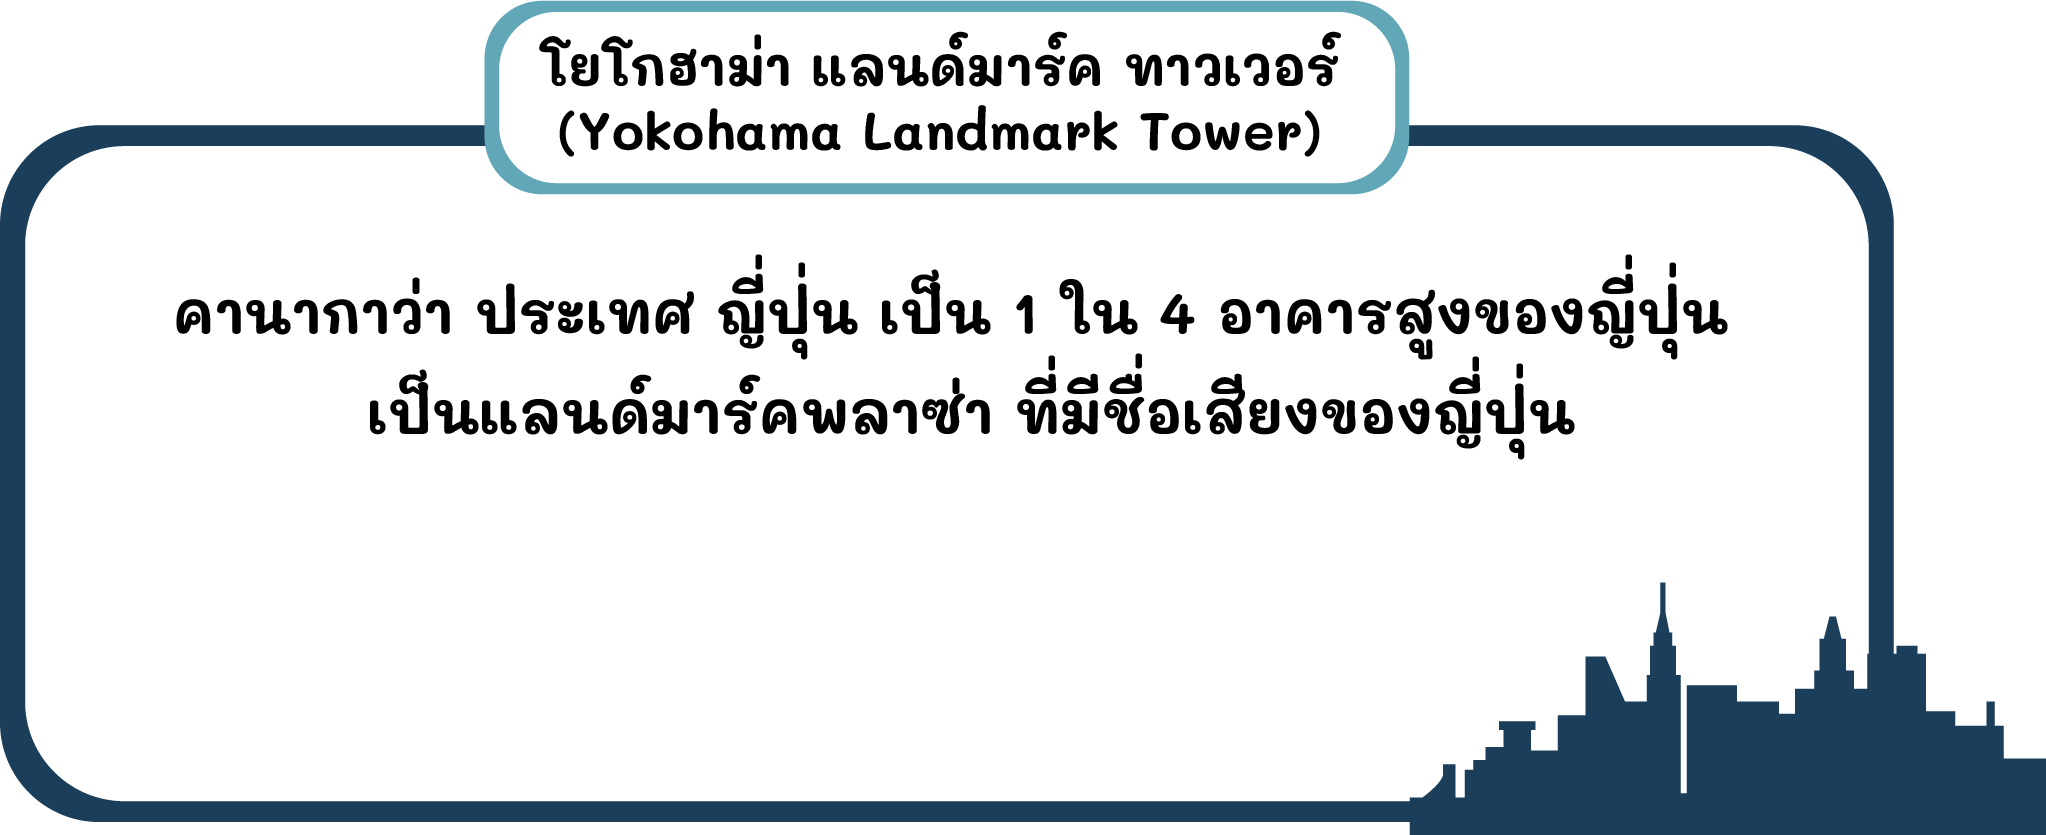 โยโกฮาม่า แลนด์มาร์ค ทาวเวอร์
(Yokohama Landmark Tower)
คานากาว่า ประเทศ ญี่ปุ่น เป็น 1 ใน 4 อาคารสูงของญี่ปุ่น
เป็นแลนด์มาร์คพลาซ่า ที่มีชื่อเสียงของญี่ปุ่น